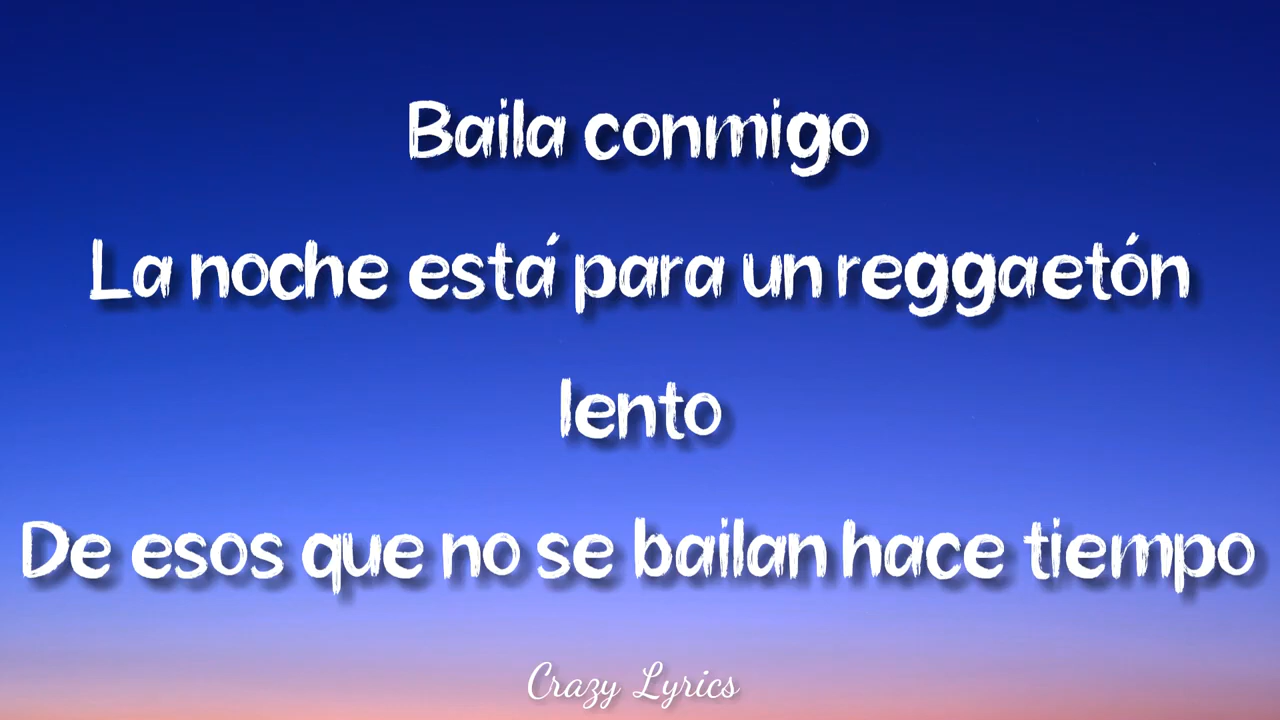 Baila conmigo
La noche está para un reggaetón
lento
De esos que no se bailan hace tiempo
Crazy Lyrics